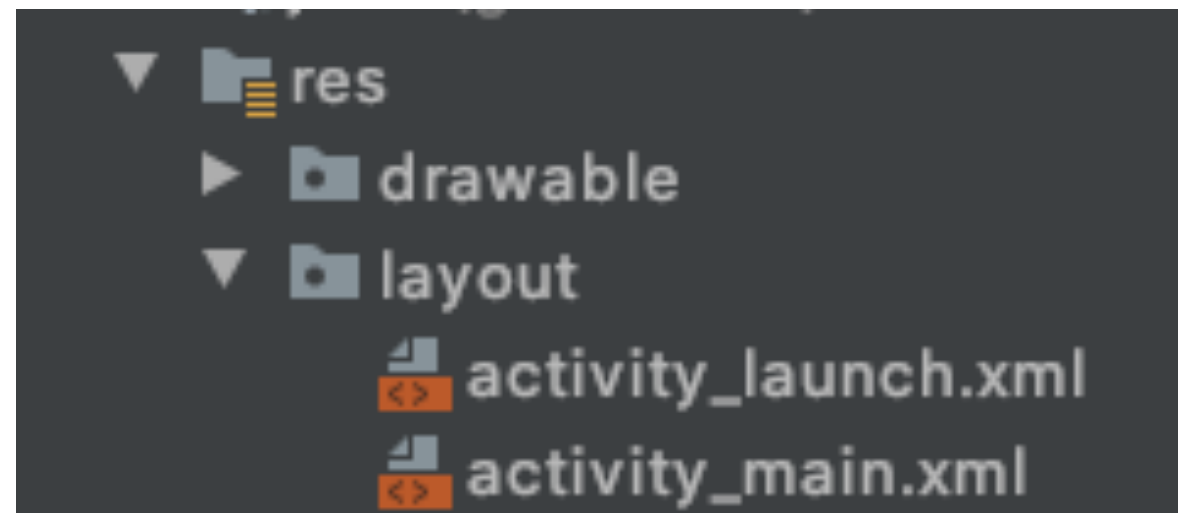 res
drawable
layout
activity_launch.xml
activity_main.xml